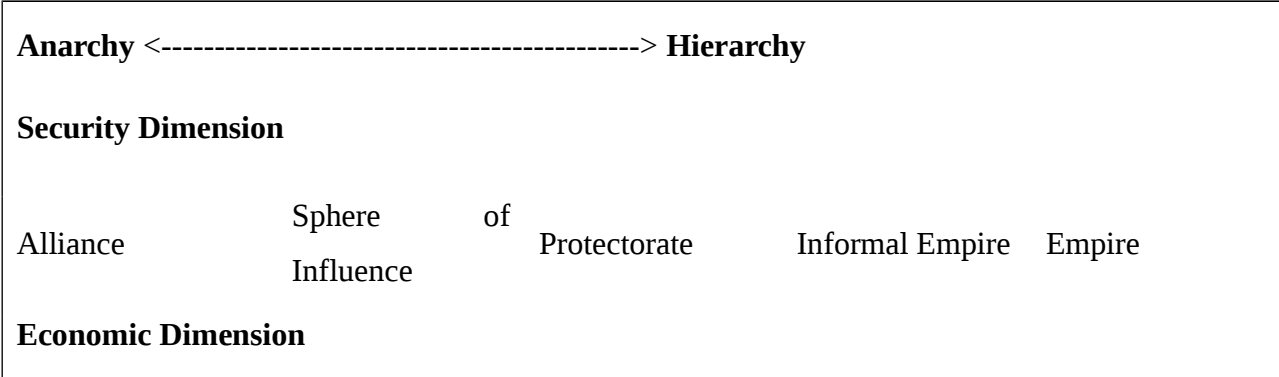 Anarchy <---------------------------------------------> Hierarchy
Security Dimension
Alliance Sphere of Influence Protectorate Informal Empire Empire
Economic Dimension